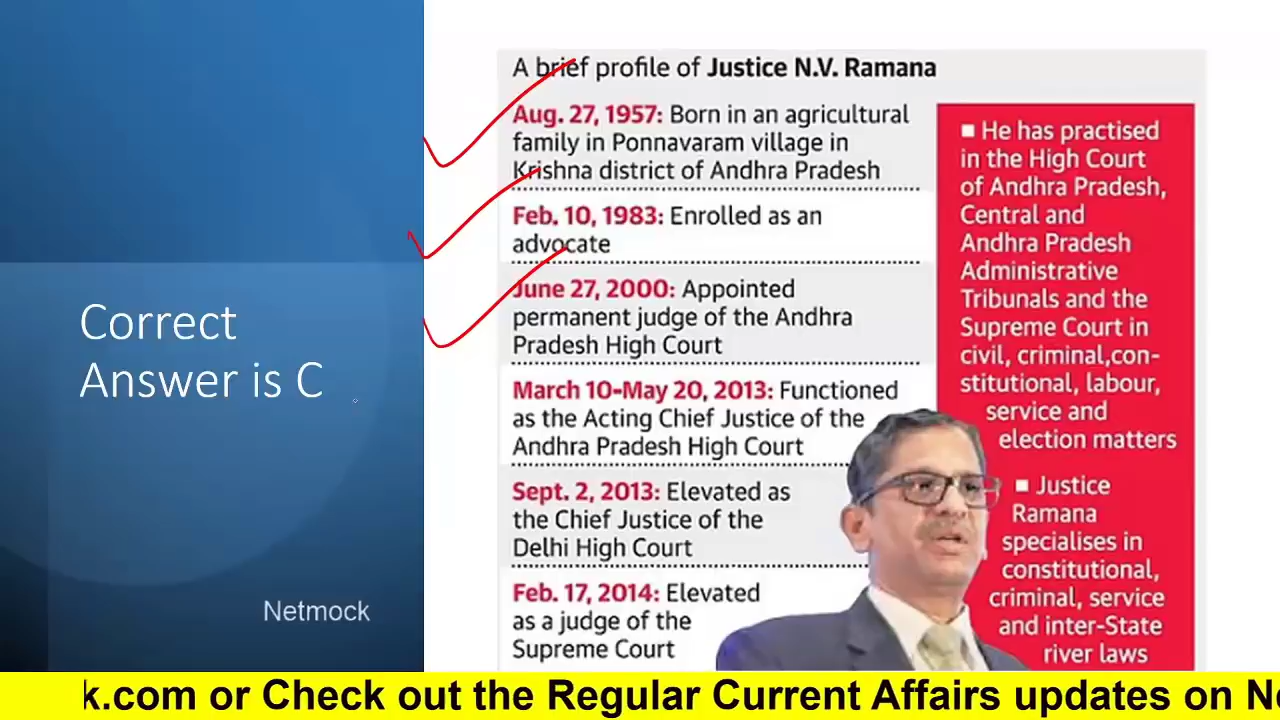 Correct
Answer is C
Netmock
A brief profile of Justice N.V. Ramana
Aug. 27, 1957: Born in an agricultural
family in Ponnavaram village in
Krishna district of Andhra Pradesh
Feb. 10, 1983: Enrolled as an
advocate
June 27, 2000: Appointed
permanent judge of the Andhra
Pradesh High Court
March 10-May 20, 2013: Functioned
as the Acting Chief Justice of the
Andhra Pradesh High Court
Sept. 2, 2013: Elevated as
the Chief Justice of the
Delhi High Court
Feb. 17, 2014: Elevated
as a judge of the
Supreme Court
■ He has practised
in the High Court
of Andhra Pradesh,
Central and
Andhra Pradesh
Administrative
Tribunals and the
Supreme Court in
civil, criminal,con-
stitutional, labour,
service and
election matters
■ Justice
Ramana
specialises in
constitutional,
criminal, service
and inter-State
river laws
k.com or Check out the Regular Current Affairs updates on N